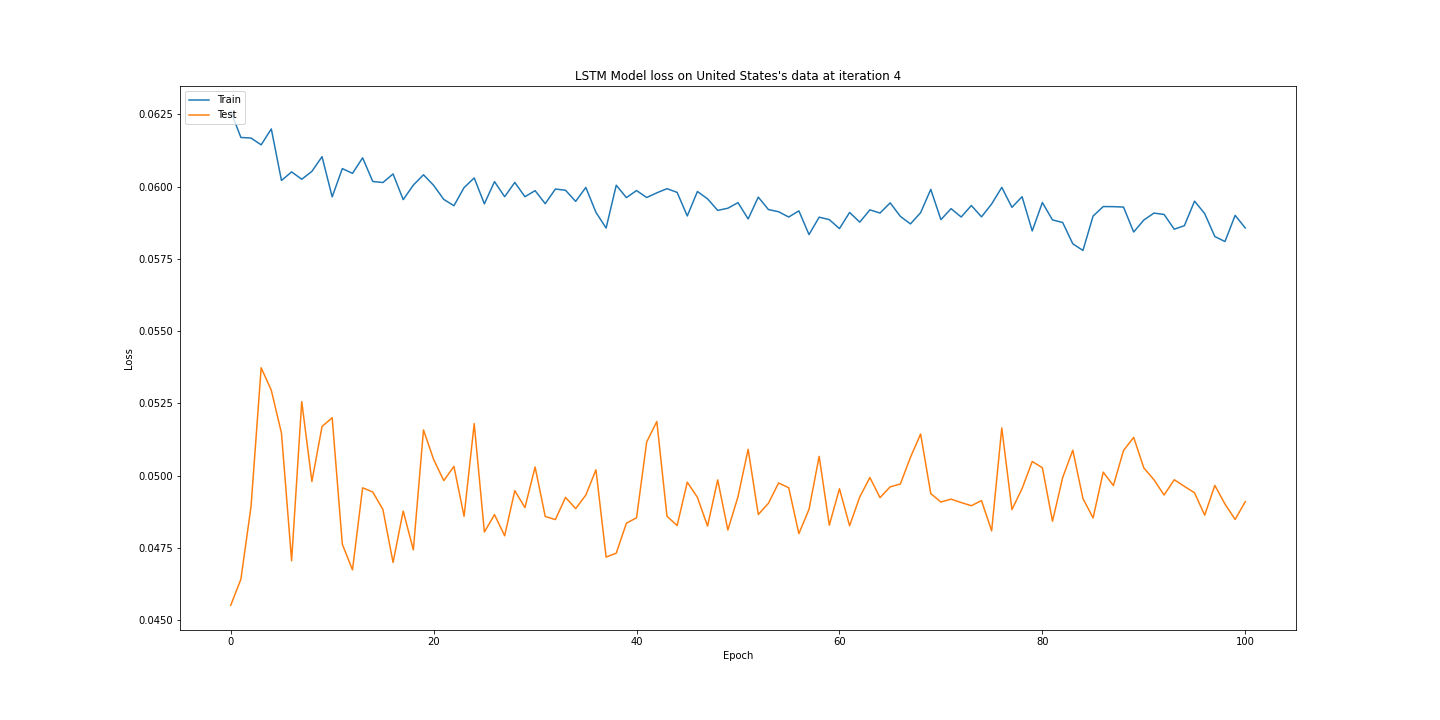 LSTM Model loss on United States's data at iteration 4
Train
Test
0.0625
0.0600
0.0575
0.0550
0.0525
0.0500
0.0475
0.0450
Loss
0 20 40 60 80 100
Epoch